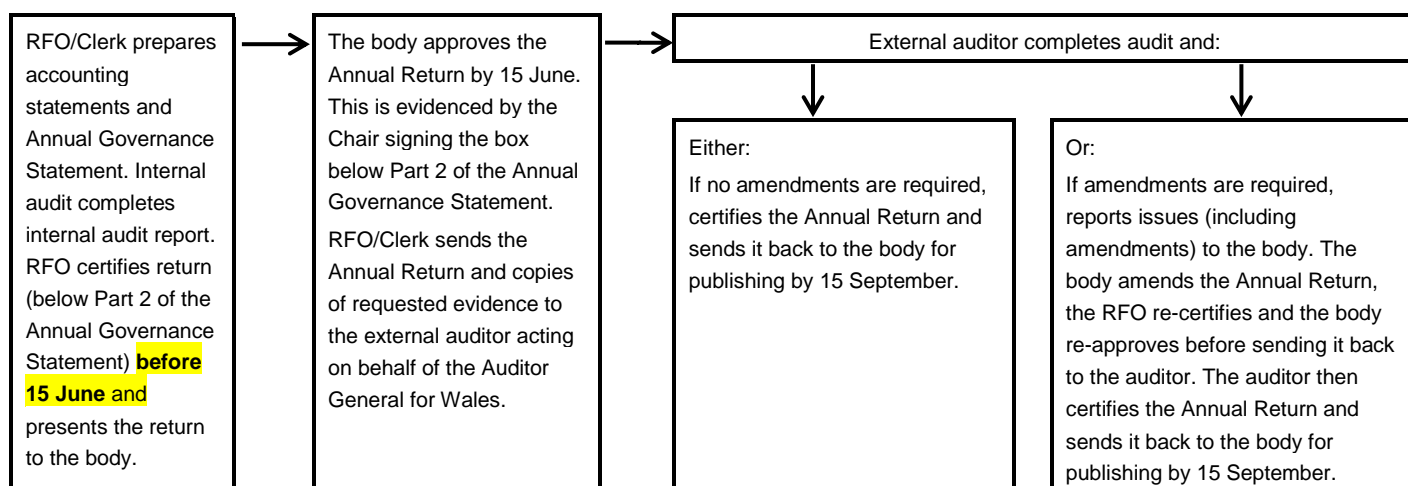 RFO/Clerk prepares
accounting
statements and
Annual Governance
Statement. Internal
audit completes
internal audit report.
RFO certifies return
(below Part 2 of the
Annual Governance
Statement) before
15 June and
presents the return
to the body.
The body approves the
Annual Return by 15 June.
This is evidenced by the
Chair signing the box
below Part 2 of the Annual
Governance Statement.
RFO/Clerk sends the
Annual Return and copies
of requested evidence to
the external auditor acting
on behalf of the Auditor
General for Wales.
External auditor completes audit and:
Either:
If no amendments are required,
certifies the Annual Return and
sends it back to the body for
publishing by 15 September.
Or:
If amendments are required,
reports issues (including
amendments) to the body. The
body amends the Annual Return,
the RFO re-certifies and the body
re-approves before sending it back
to the auditor. The auditor then
certifies the Annual Return and
sends it back to the body for
publishing by 15 September.